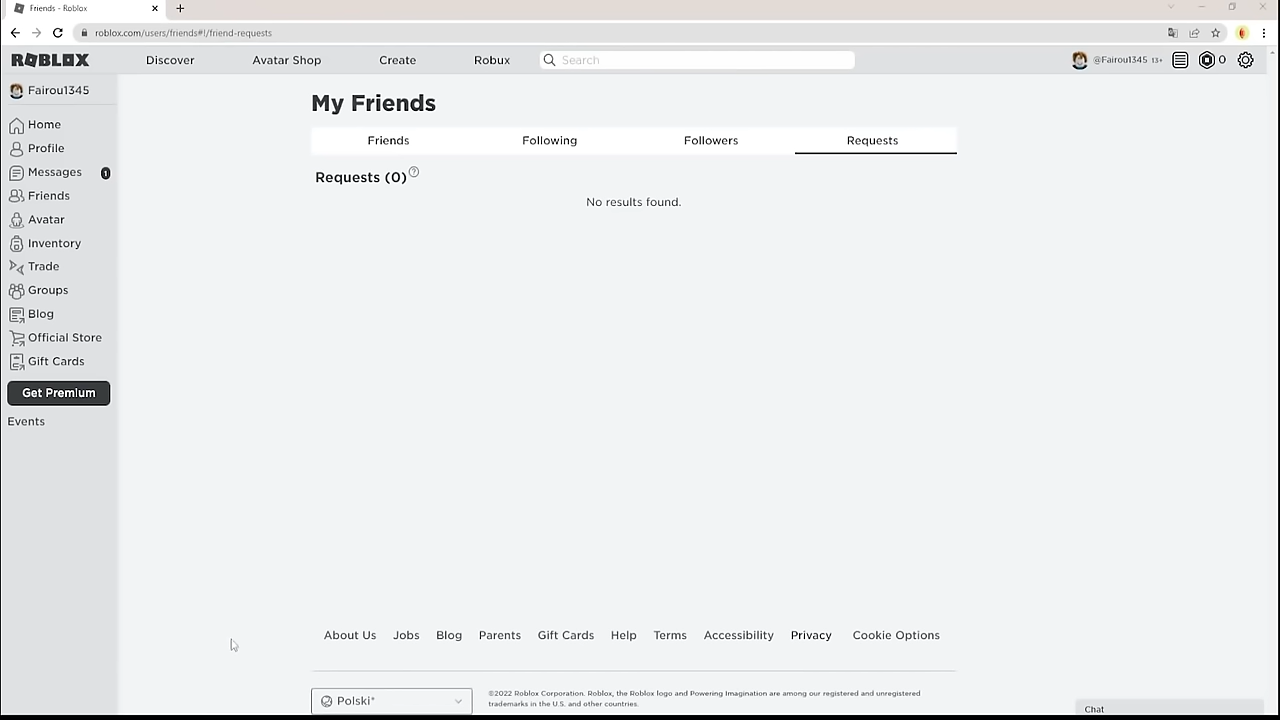 Friends - Roblox
roblox.com/users/friends#!/friend-requests
ROBLOX
Discover
Avatar Shop
Create
Robux
Search
@Fairou1345 13+
0
Fairou1345
Home
Profile
Messages 1
Friends
Avatar
Inventory
Trade
Groups
Blog
Official Store
Gift Cards
Get Premium
Events
My Friends
Friends
Following
Followers
Requests
Requests (0)
No results found.
About Us
Jobs
Blog
Parents
Gift Cards
Help
Terms
Accessibility
Privacy
Cookie Options
Polski*
©2022 Roblox Corporation. Roblox, the Roblox logo and Powering Imagination are among our registered and unregistered
trademarks in the U.S. and other countries.
Chat